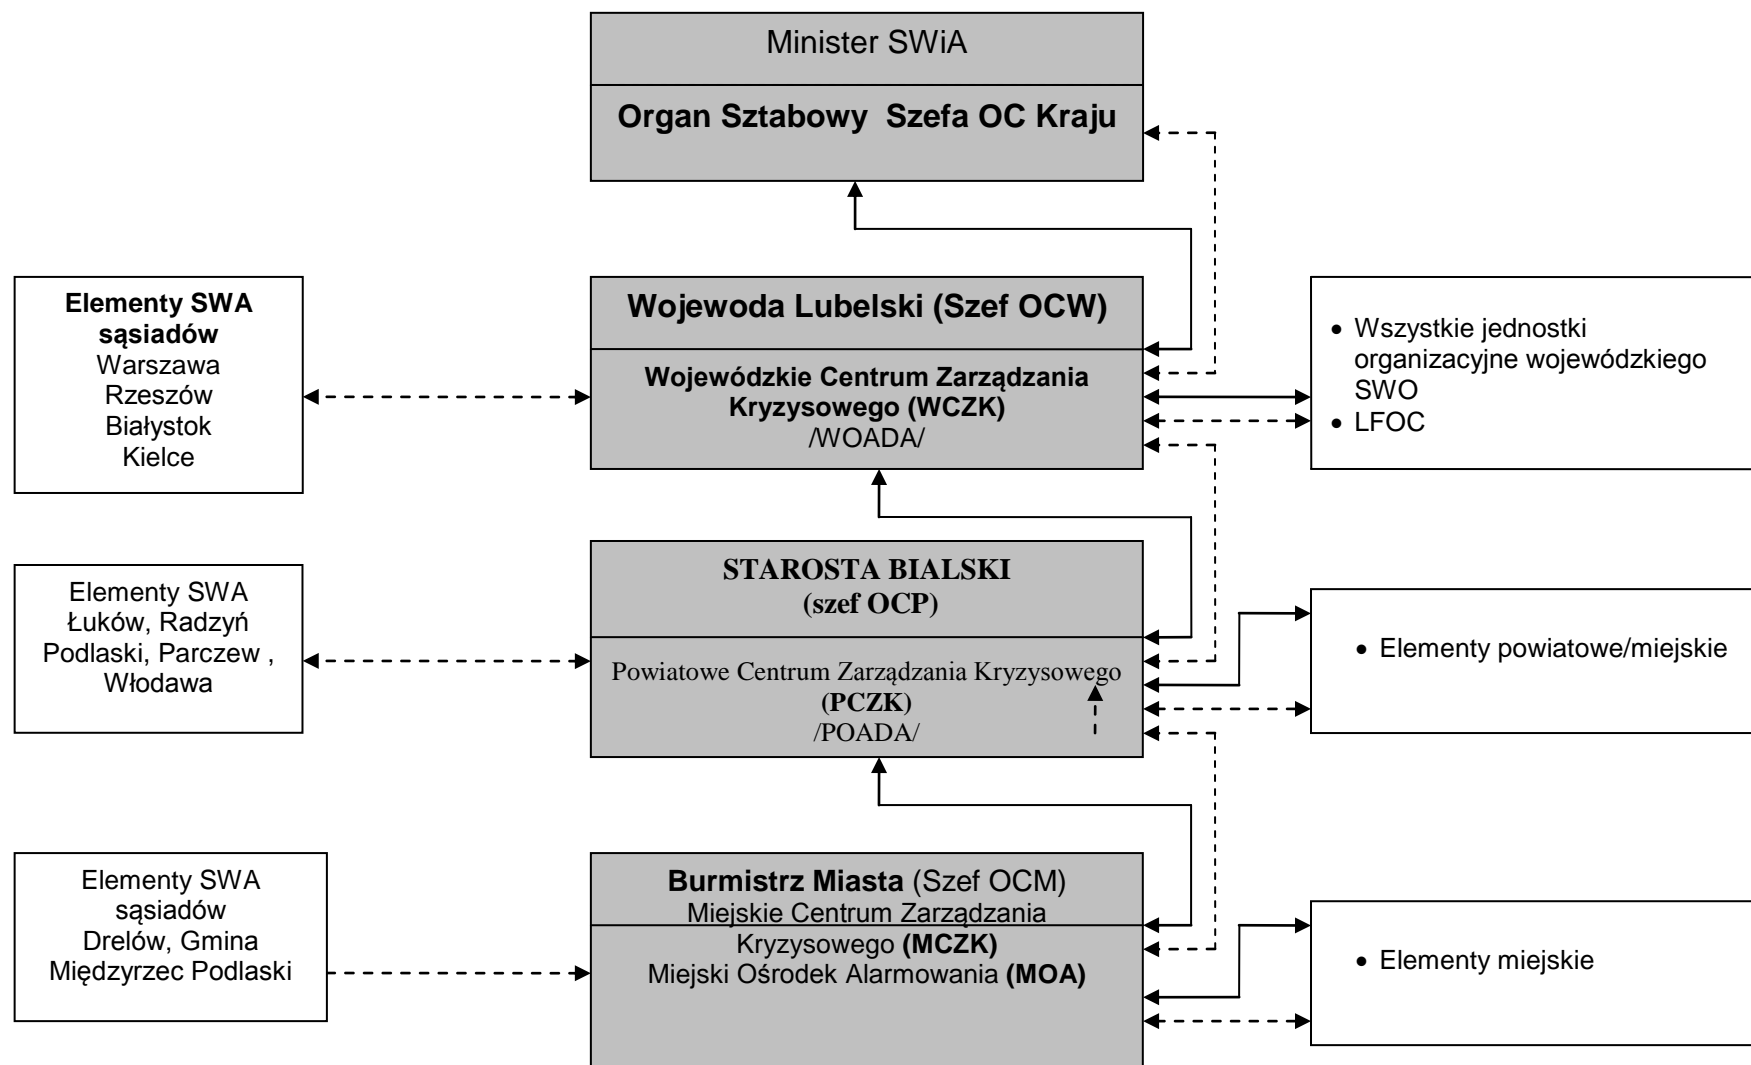 Minister SWiA
Organ Sztabowy Szefa OC Kraju
Elementy SWA
sąsiadów
Warszawa
Rzeszów
Białystok
Kielce
Wojewoda Lubelski (Szef OCW)
Wojewódzkie Centrum Zarządzania
Kryzysowego (WCZK)
/WOADA/
• Wszystkie jednostki
organizacyjne wojewódzkiego
SWO
• LFOC
Elementy SWA
Łuków, Radzyń
Podlaski, Parczew ,
Włodawa
STAROSTA BIALSKI
(szef OCP)
Powiatowe Centrum Zarządzania Kryzysowego
(PCZK)
/POADA/
• Elementy powiatowe/miejskie
Elementy SWA
sąsiadów
Drelów, Gmina
Międzyrzec Podlaski
Burmistrz Miasta (Szef OCM)
Miejskie Centrum Zarządzania
Kryzysowego (MCZK)
Miejski Ośrodek Alarmowania (MOA)
• Elementy miejskie